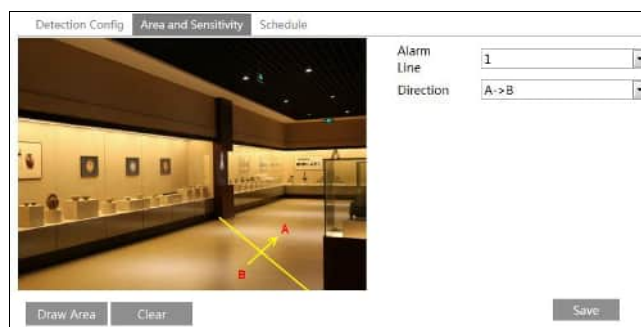 Detection Config Area and Sensitivity Schedule
Alarm
Line
1
Direction
A->B
A
B
Draw Area Clear
Save